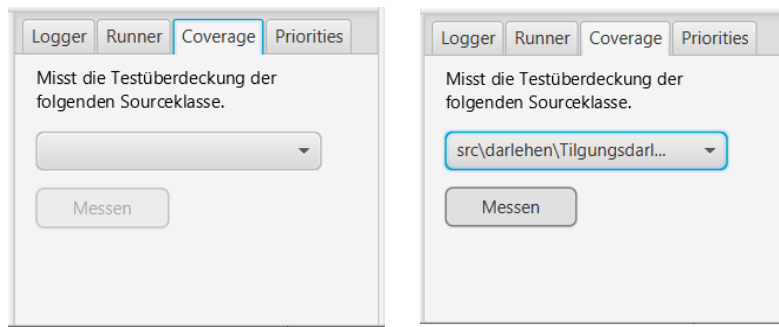 Logger Runner Coverage Priorities
Misst die Testüberdeckung der
folgenden Sourceklasse.
Messen
Logger Runner Coverage Priorities
Misst die Testüberdeckung der
folgenden Sourceklasse.
src\darlehen\Tilgungsdarl...
Messen